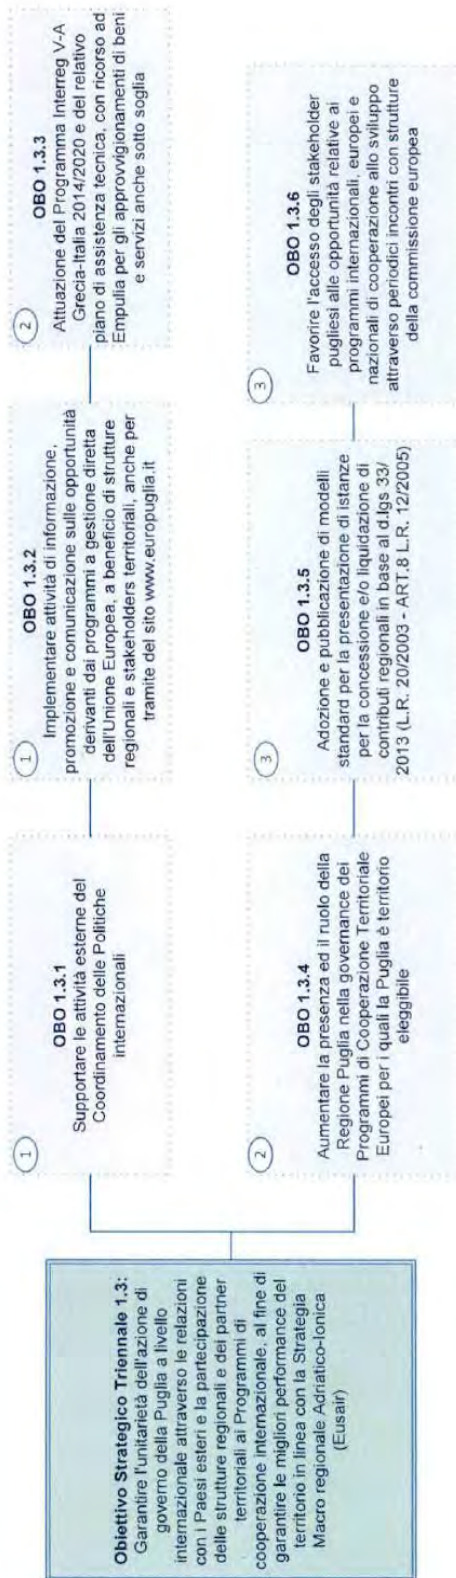 Obiettivo Strategico Triennale 1.3:
Garantire l'unitarietà dell'azione di
governo della Puglia a livello
internazionale attraverso le relazioni
con i Paesi esteri e la partecipazione
delle strutture regionali e dei partner
territoriali ai Programmi di
cooperazione internazionale, al fine di
garantire le migliori performance del
territorio in linea con la Strategia
Macro regionale Adriatico-Ionica
(Eusair)
1
OBO 1.3.1
Supportare le attività esterne del
Coordinamento delle Politiche
internazionali
1
OBO 1.3.2
Implementare attività di informazione,
promozione e comunicazione sulle opportunità
derivanti dai programmi a gestione diretta
dell'Unione Europea, a beneficio di strutture
regionali e stakeholders territoriali, anche per
tramite del sito www.europuglia.it
2
OBO 1.3.3
Attuazione del Programma Interreg V-A
Grecia-Italia 2014/2020 e del relativo
piano di assistenza tecnica, con ricorso ad
Empulia per gli approvvigionamenti di beni
e servizi anche sotto soglia
2
OBO 1.3.4
Aumentare la presenza ed il ruolo della
Regione Puglia nella governance dei
Programmi di Cooperazione Territoriale
Europei per i quali la Puglia è territorio
eleggibile
3
OBO 1.3.5
Adozione e pubblicazione di modelli
standard per la presentazione di istanze
per la concessione e/o liquidazione di
contributi regionali in base al d.lgs 33/
2013 (L.R. 20/2003 - ART.8 L.R. 12/2005)
3
OBO 1.3.6
Favorire l'accesso degli stakeholder
pugliesi alle opportunità relative ai
programmi internazionali, europei e
nazionali di cooperazione allo sviluppo
attraverso periodici incontri con strutture
della commissione europea